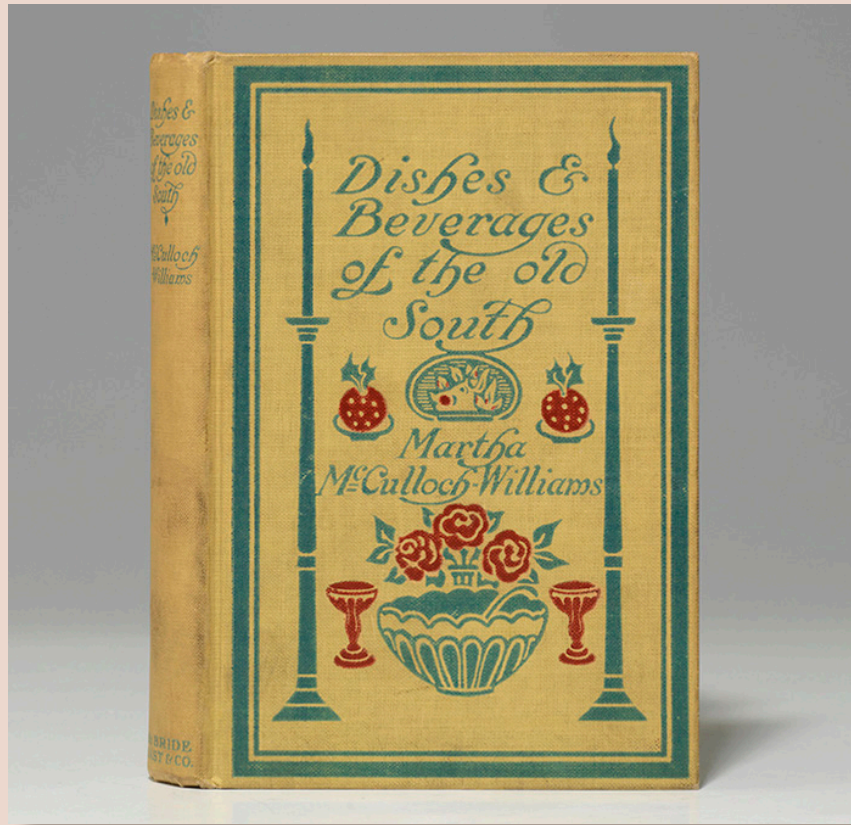 Dishes &
Beverages
of the old
South
McCulloch
Williams
BRIDE
& CO.
Dishes &
Beverages
of the old
South
Martha
McCulloch-Williams